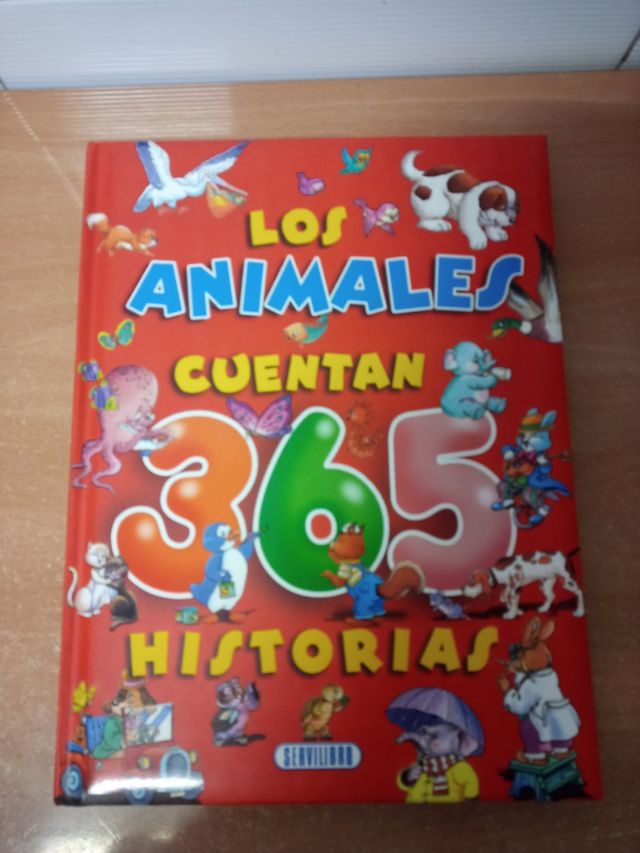 LOS
ANIMALES
CUENTAN
365
HISTORIAS
SERVILIBRO